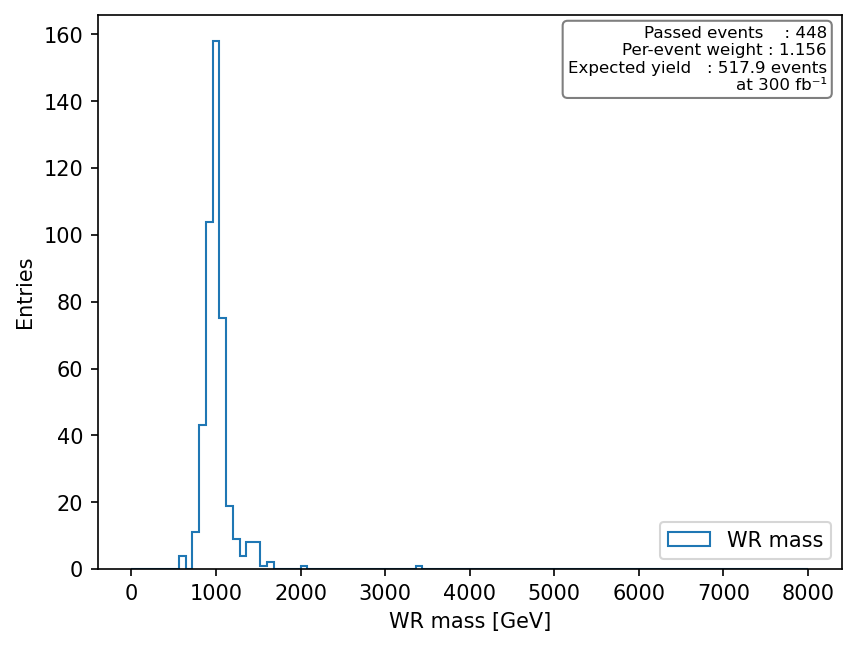 160
140
120
100
80
60
40
20
0
Entries
Passed events    : 448
Per-event weight : 1.156
Expected yield   : 517.9 events
at 300 fb⁻¹
WR mass
0 1000 2000 3000 4000 5000 6000 7000 8000
WR mass [GeV]